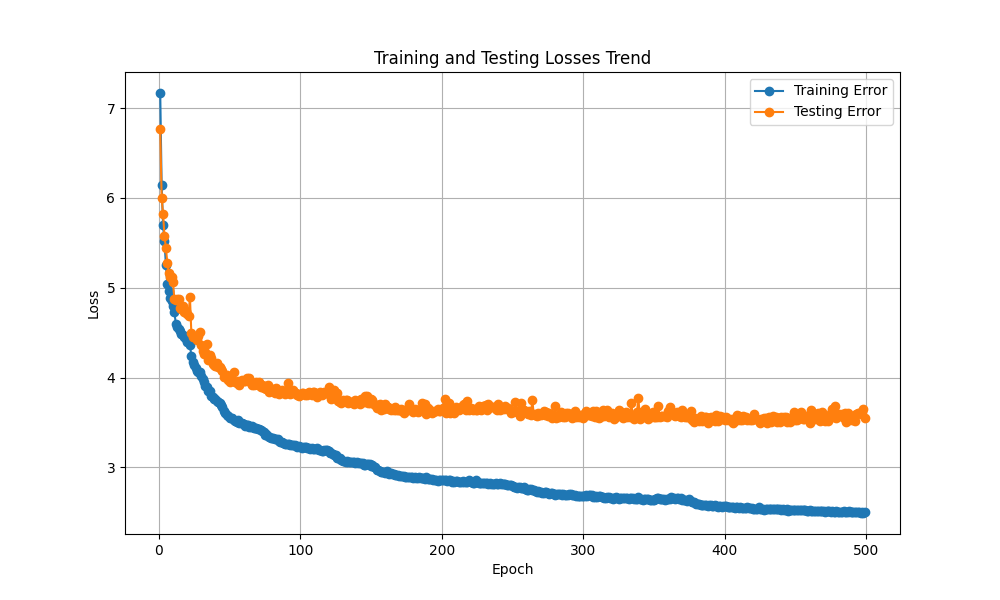 Training and Testing Losses Trend
Training Error
Testing Error
7
6
5
4
3
Loss
0 100 200 300 400 500
Epoch